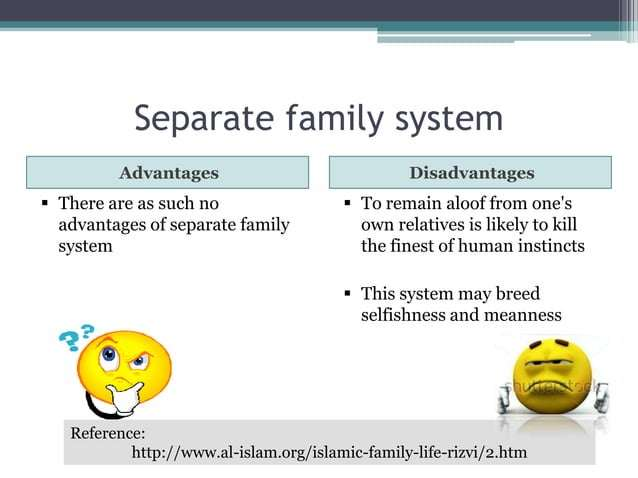 Separate family system
Advantages
Disadvantages
▪ There are as such no
advantages of separate family
system
▪ To remain aloof from one's
own relatives is likely to kill
the finest of human instincts
▪ This system may breed
selfishness and meanness
???
shutterstock
Reference:
http://www.al-islam.org/islamic-family-life-rizvi/2.htm